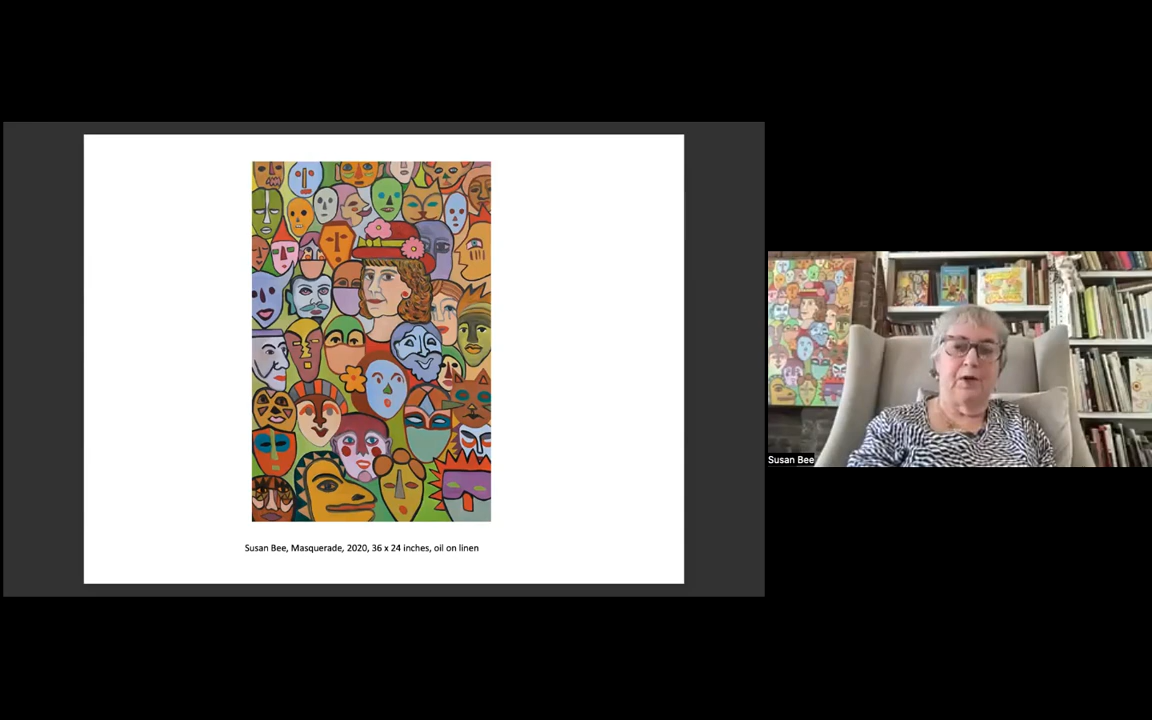 Susan Bee, Masquerade, 2020, 36 x 24 inches, oil on linen
Susan Bee